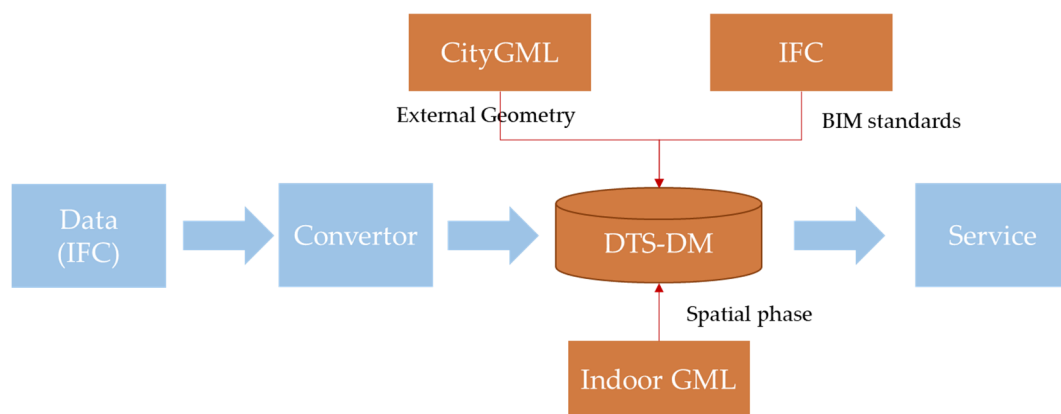 CityGML
IFC
External Geometry
BIM standards
Data
(IFC)
Convertor
DTS-DM
Service
Spatial phase
Indoor GML